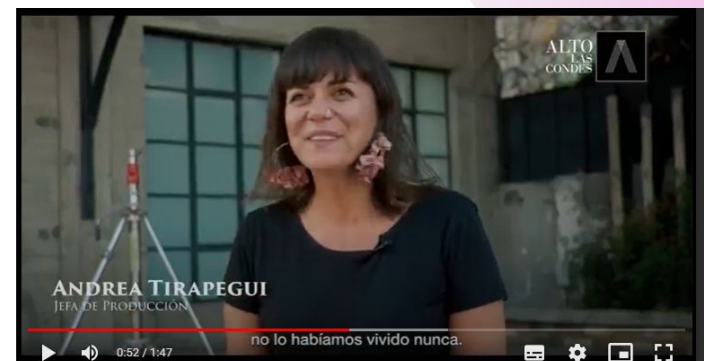 ALTO
LAS
CONDES
ANDREA TIRAPEGUI
JEFA DE PRODUCCIÓN
no lo habíamos vivido nunca.
0:52 / 1:47